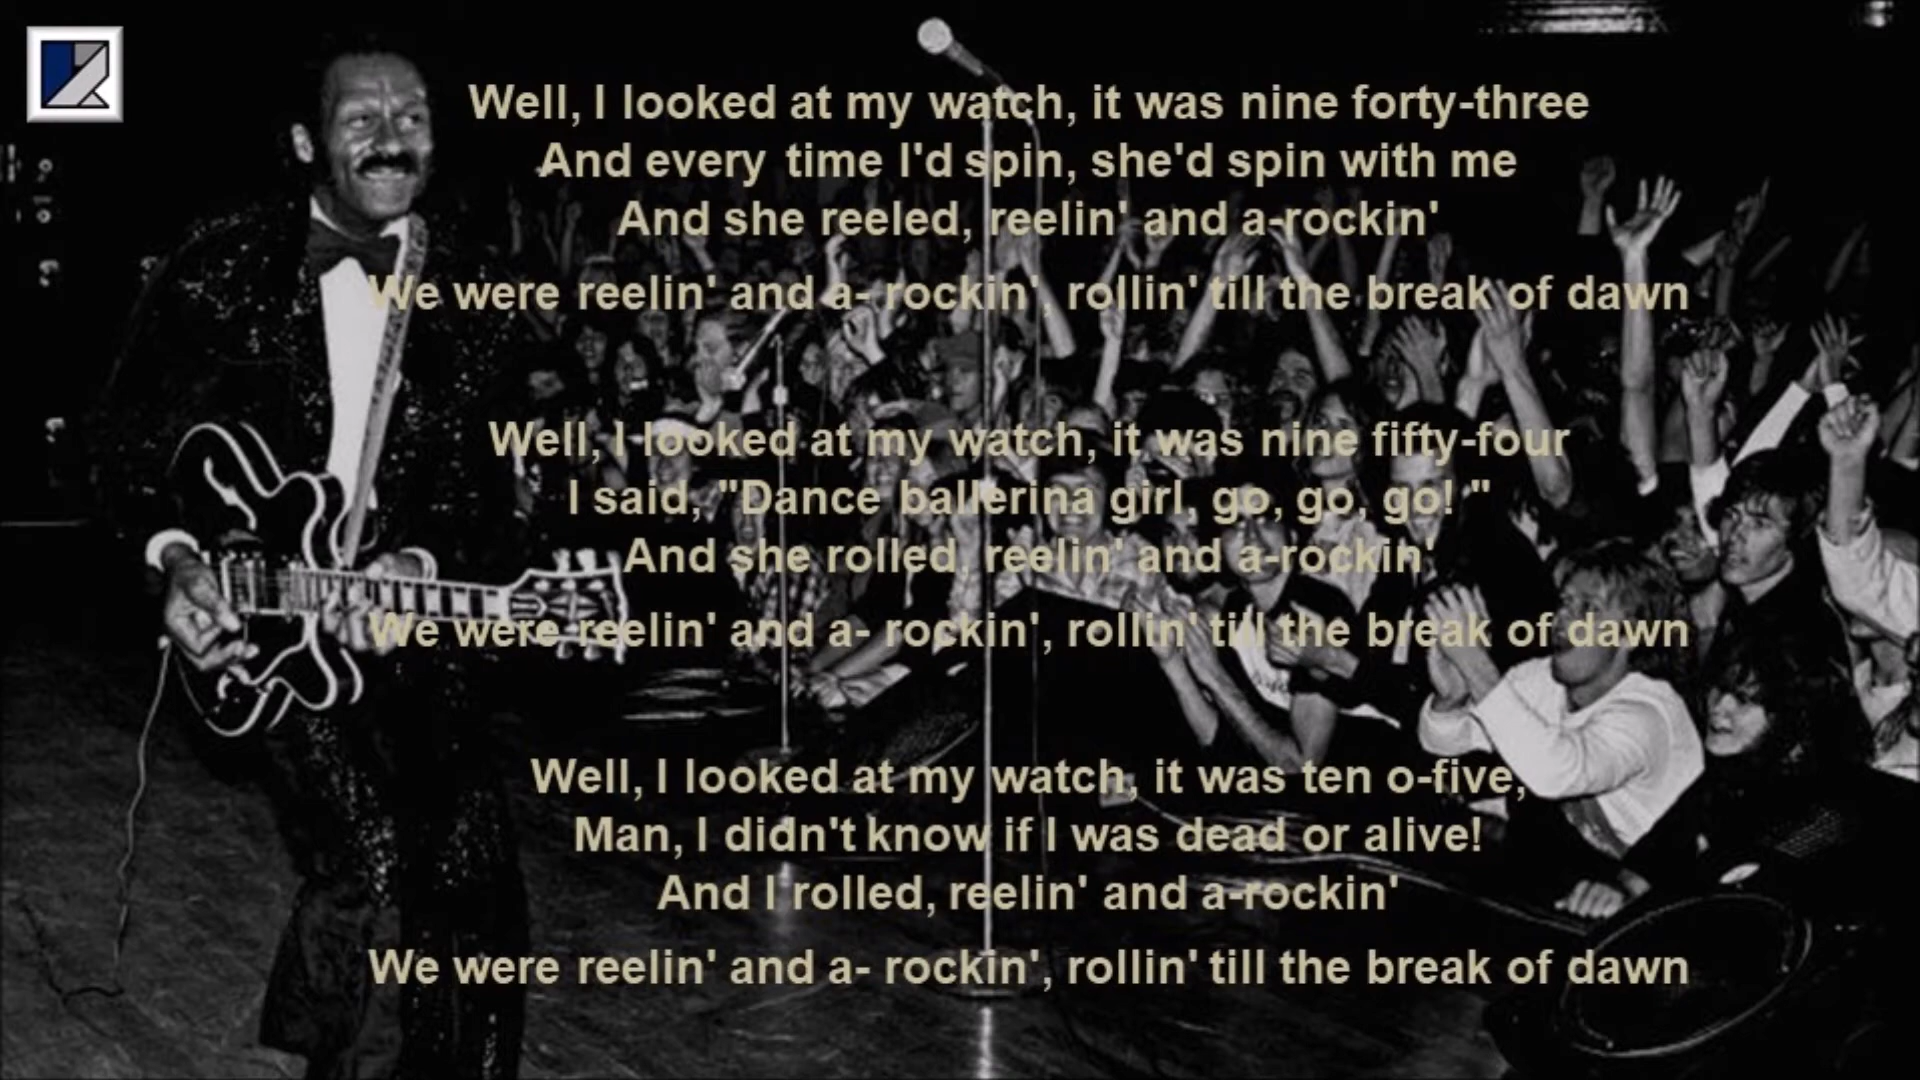 Well, I looked at my watch, it was nine forty-three
And every time I'd spin, she'd spin with me
And she reeled, reelin' and a-rockin'
We were reelin' and a- rockin', rollin' till the break of dawn
Well, I looked at my watch, it was nine fifty-four
I said, "Dance ballerina girl, go, go, go! "
And she rolled, reelin' and a-rockin'
We were reelin' and a- rockin', rollin' till the break of dawn
Well, I looked at my watch, it was ten o-five,
Man, I didn't know if I was dead or alive!
And I rolled, reelin' and a-rockin'
We were reelin' and a- rockin', rollin' till the break of dawn